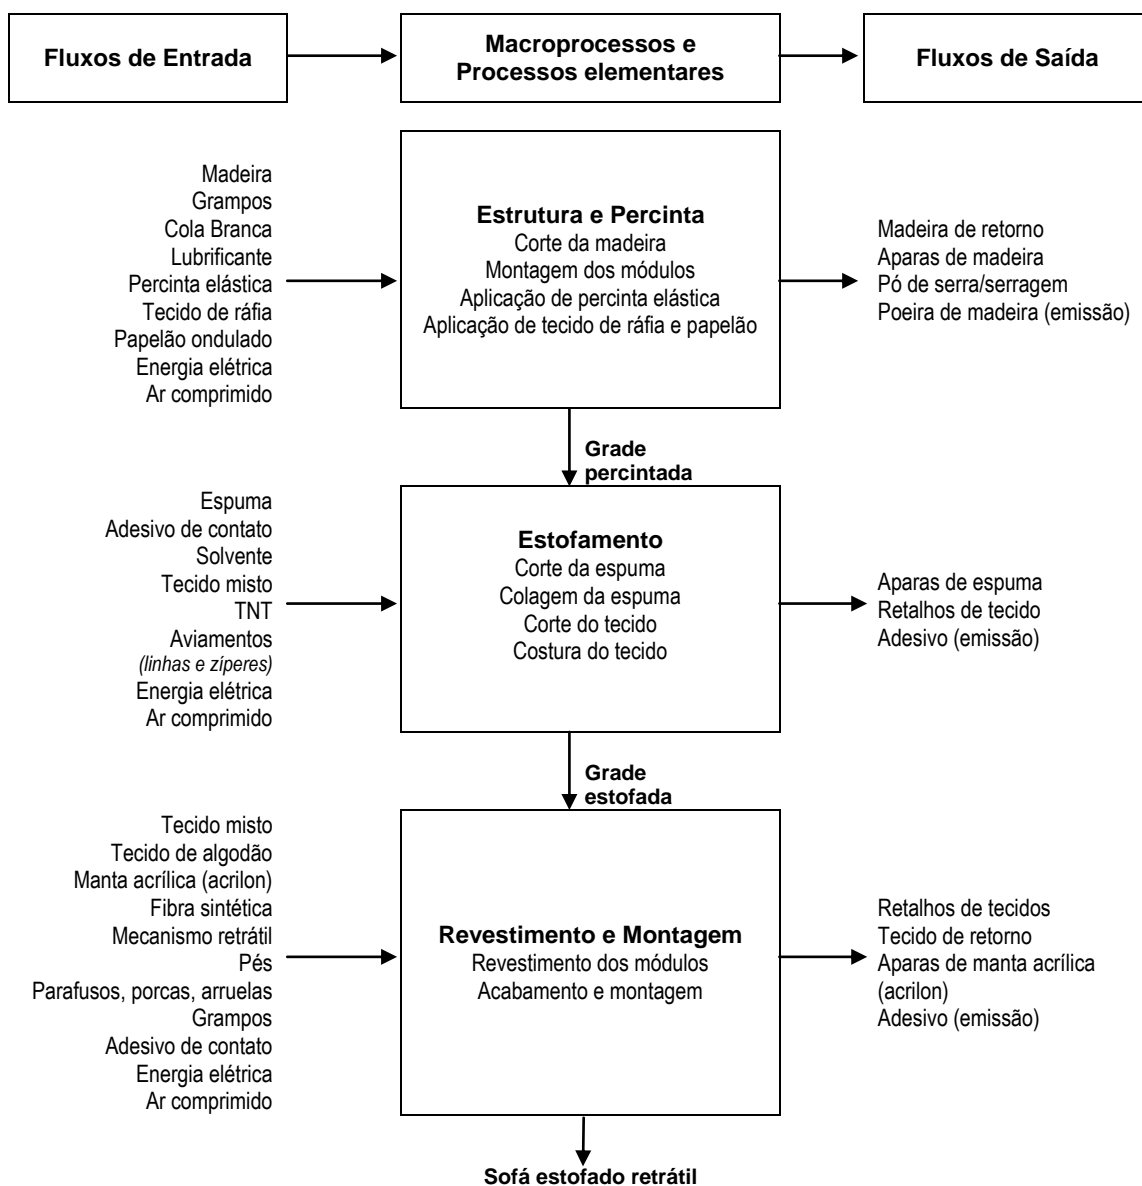 Fluxos de Entrada
Macroprocessos e
Processos elementares
Fluxos de Saída
Madeira
Grampos
Cola Branca
Lubrificante
Percinta elástica
Tecido de ráfia
Papelão ondulado
Energia elétrica
Ar comprimido
Estrutura e Percinta
Corte da madeira
Montagem dos módulos
Aplicação de percinta elástica
Aplicação de tecido de ráfia e papelão
Madeira de retorno
Aparas de madeira
Pó de serra/serragem
Poeira de madeira (emissão)
Grade
percintada
Espuma
Adesivo de contato
Solvente
Tecido misto
TNT
Aviamentos
(linhas e zíperes)
Energia elétrica
Ar comprimido
Estofamento
Corte da espuma
Colagem da espuma
Corte do tecido
Costura do tecido
Aparas de espuma
Retalhos de tecido
Adesivo (emissão)
Grade
estofada
Tecido misto
Tecido de algodão
Manta acrílica (acrilon)
Fibra sintética
Mecanismo retrátil
Pés
Parafusos, porcas, arruelas
Grampos
Adesivo de contato
Energia elétrica
Ar comprimido
Revestimento e Montagem
Revestimento dos módulos
Acabamento e montagem
Retalhos de tecidos
Tecido de retorno
Aparas de manta acrílica
(acrilon)
Adesivo (emissão)
Sofá estofado retrátil